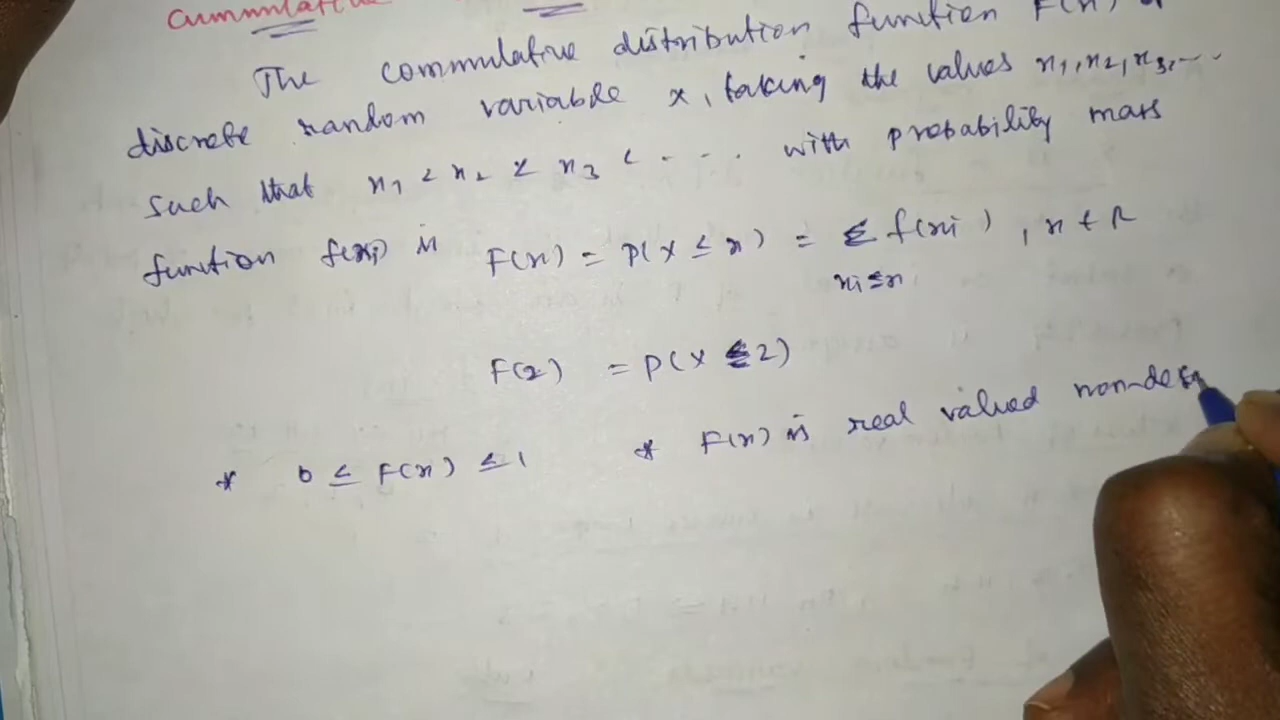 Cummulative
The commulative distribution function F(x) of
discrete random variable X, taking the values x1, x2, x3, ...
such that x1 < x2 < x3 < .... with probability mass
function f(xi) is F(x) = P(X ≤ x) = Σ f(xi), x ∈ R
xi≤x
F(2) = P(X ≤ 2)
* 0 ≤ F(x) ≤ 1 * F(x) is real valued non-decr